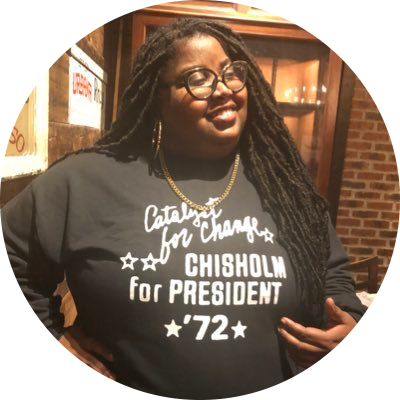 Catalyst
for Change
CHISHOLM
for PRESIDENT
'72